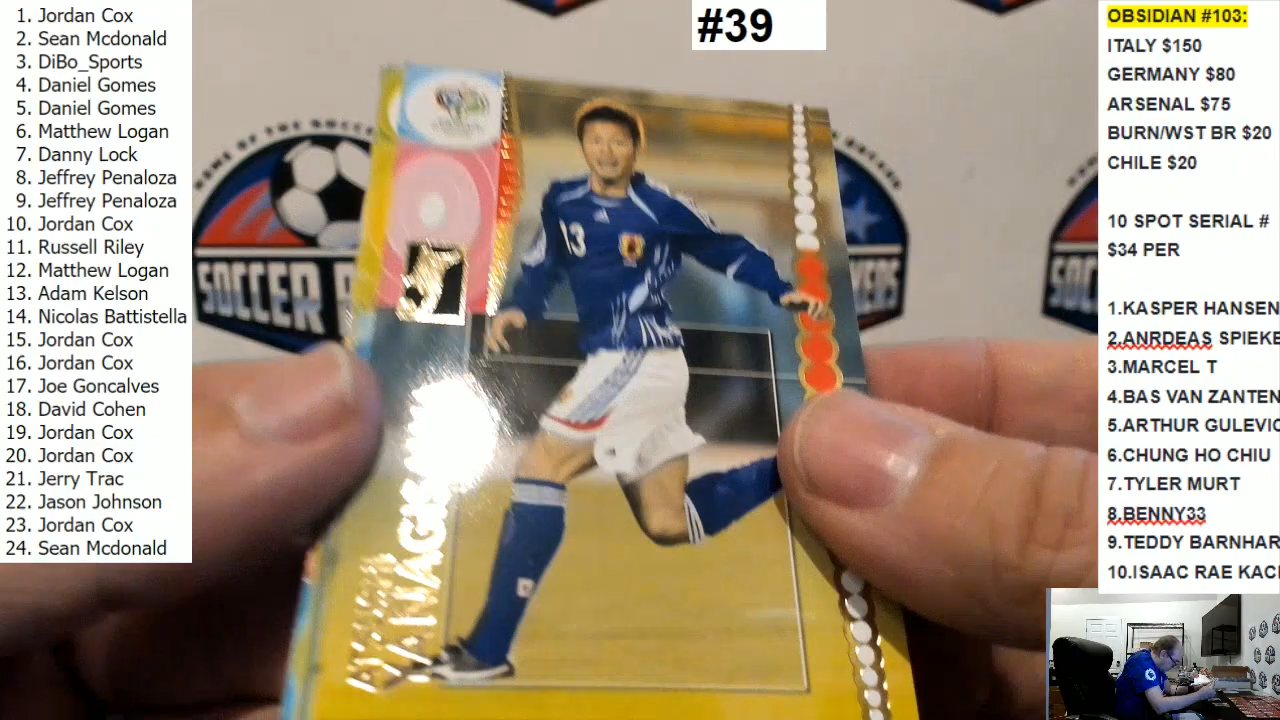 1. Jordan Cox
2. Sean Mcdonald
3. DiBo_Sports
4. Daniel Gomes
5. Daniel Gomes
6. Matthew Logan
7. Danny Lock
8. Jeffrey Penaloza
9. Jeffrey Penaloza
10. Jordan Cox
11. Russell Riley
12. Matthew Logan
13. Adam Kelson
14. Nicolas Battistella
15. Jordan Cox
16. Jordan Cox
17. Joe Goncalves
18. David Cohen
19. Jordan Cox
20. Jordan Cox
21. Jerry Trac
22. Jason Johnson
23. Jordan Cox
24. Sean Mcdonald
#39
13
HOME OF THE SOCCER
SOCCER
OBSIDIAN #103:
ITALY $150
GERMANY $80
ARSENAL $75
BURN/WST BR $20
CHILE $20
10 SPOT SERIAL #
$34 PER
1.KASPER HANSEN
2.ANRDEAS SPIEKE
3.MARCEL T
4.BAS VAN ZANTEN
5.ARTHUR GULEVIC
6.CHUNG HO CHIU
7.TYLER MURT
8.BENNY33
9.TEDDY BARNHAR
10.ISAAC RAE KAC